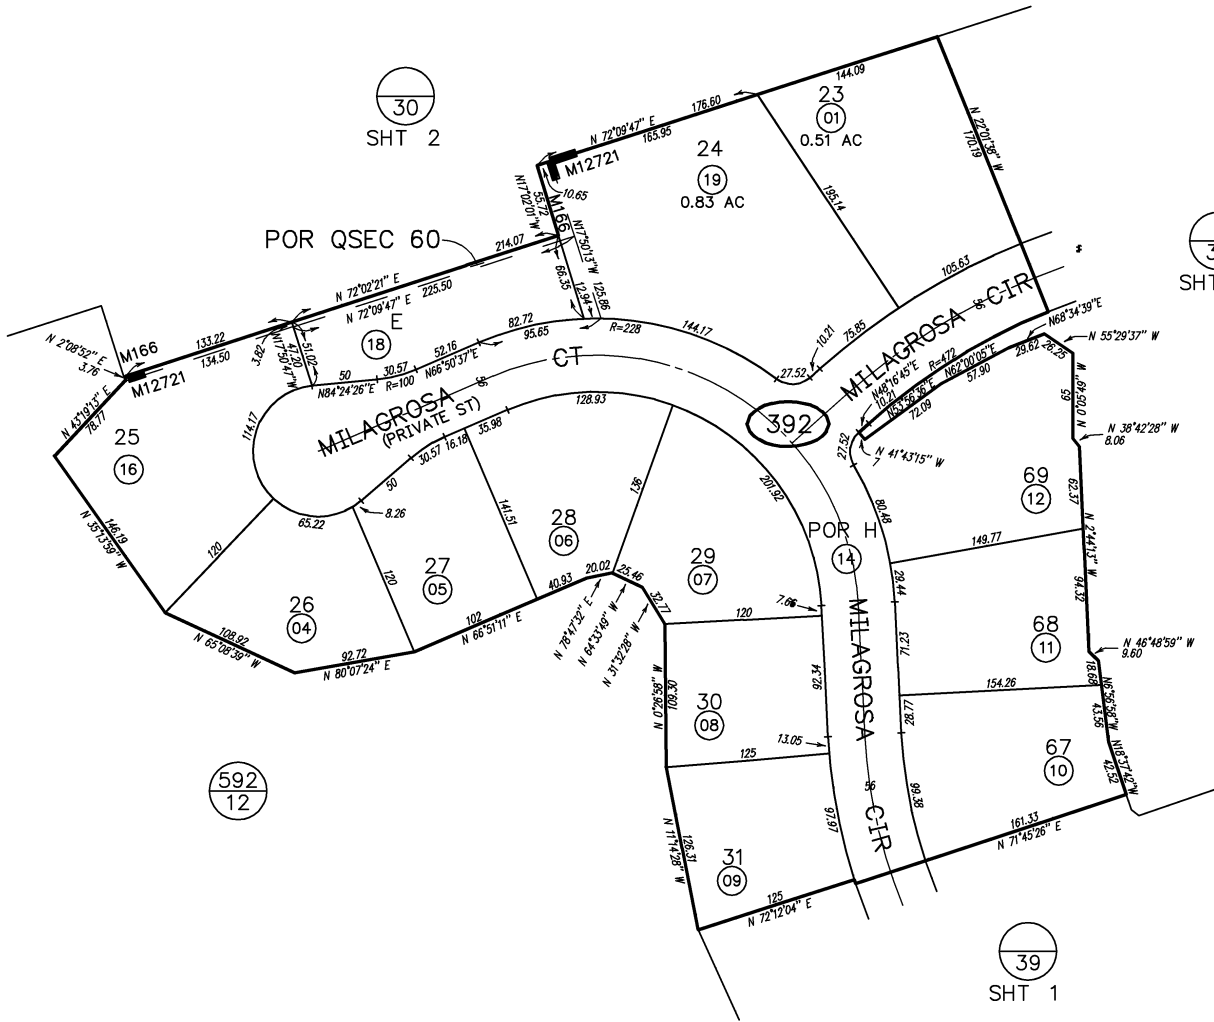 30
SHT 2
144.09
176.60
N 72°09'47" E
165.95
M12721
23
01
0.51 AC
N 22°01'38" W
170.19
24
19
0.83 AC
195.14
10.65
N17°02'01"W
55.72
M166
N17°50'13"W
125.86
66.35
12.94
POR QSEC 60
214.07
N 72°02'21" E
225.50
N 72°09'47" E
E
18
133.22
134.50
M166
M12721
N 2°08'52" E
3.76
3.82
N17°50'47"W
47.20
51.02
N 43°19'13" E
78.77
25
16
114.17
50
N84°24'26"E
30.57
R=100
52.16
N66°50'37"E
82.72
95.65
R=228
144.17
27.52
10.21
75.85
105.63
56
MILAGROSA CIR
R=472
N48°16'45"E
10.21
N53°56'36"E
72.09
N62°00'05"E
57.90
29.62
N68°34'39"E
26.25
N 55°29'37" W
N 0°05'49" W
59
N 38°42'28" W
8.06
SHT
MILAGROSA CT
(PRIVATE ST)
56
128.93
392
27.52
N 41°43'15" W
7
16.18
35.98
30.57
50
8.26
65.22
146.19
N 35°13'59" W
120
26
04
108.92
N 65°08'39" W
92.72
N 80°07'24" E
120
27
05
141.51
102
N 66°51'11" E
28
06
136
40.93
20.02
25.46
32.77
N 78°47'32" E
N 64°33'49" W
N 31°32'28" W
201.92
29
07
7.66
120
POR H
14
80.48
69
12
62.37
149.77
29.44
N 2°44'13" W
94.32
68
11
71.23
N 46°48'59" W
9.60
18.68
154.26
N6°56'58"W
43.56
28.77
MILAGROSA CIR
56
92.34
N 0°26'58" W
109.30
30
08
13.05
125
67
10
N18°37'42"W
42.52
99.38
161.33
N 71°45'26" E
97.97
31
09
N 11°14'28" W
126.31
125
N 72°12'04" E
592
12
39
SHT 1